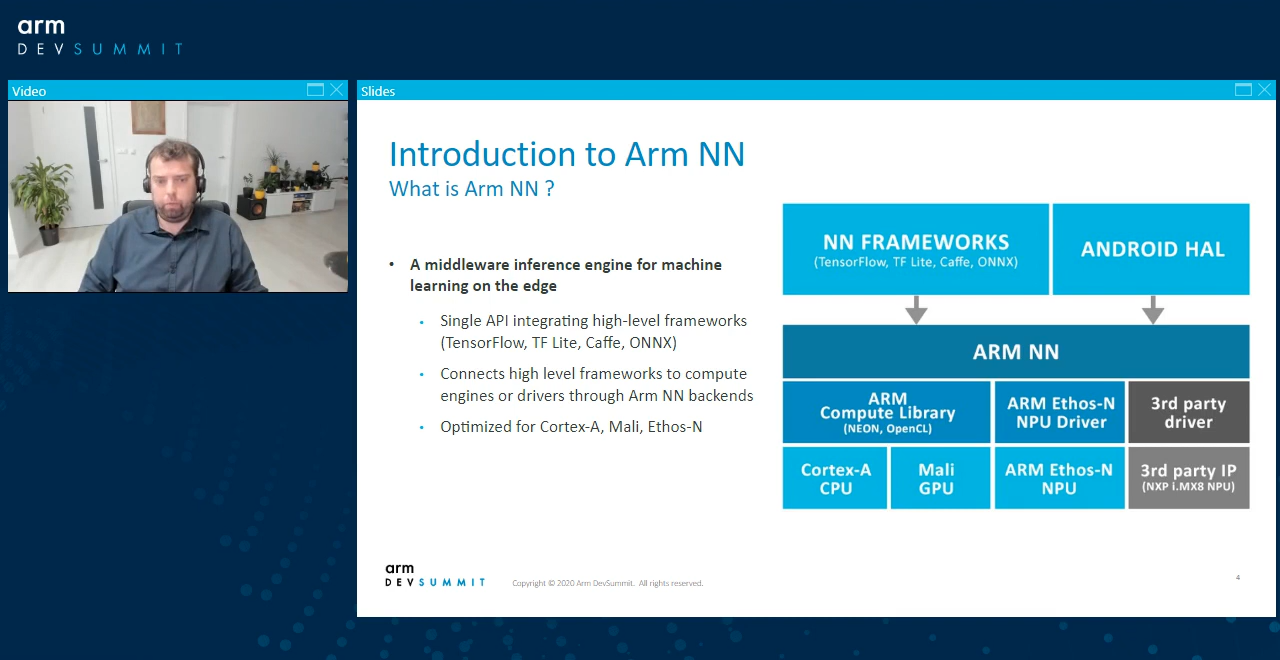 arm
DEVSUMMIT
Video
Slides
Introduction to Arm NN
What is Arm NN ?
• A middleware inference engine for machine
learning on the edge
• Single API integrating high-level frameworks
(TensorFlow, TF Lite, Caffe, ONNX)
• Connects high level frameworks to compute
engines or drivers through Arm NN backends
• Optimized for Cortex-A, Mali, Ethos-N
NN FRAMEWORKS
(TensorFlow, TF Lite, Caffe, ONNX)
ANDROID HAL
ARM NN
ARM
Compute Library
(NEON, OpenCL)
ARM Ethos-N
NPU Driver
3rd party
driver
Cortex-A
CPU
Mali
GPU
ARM Ethos-N
NPU
3rd party IP
(NXP i.MX8 NPU)
arm
DEVSUMMIT
Copyright © 2020 Arm DevSummit. All rights reserved.
4